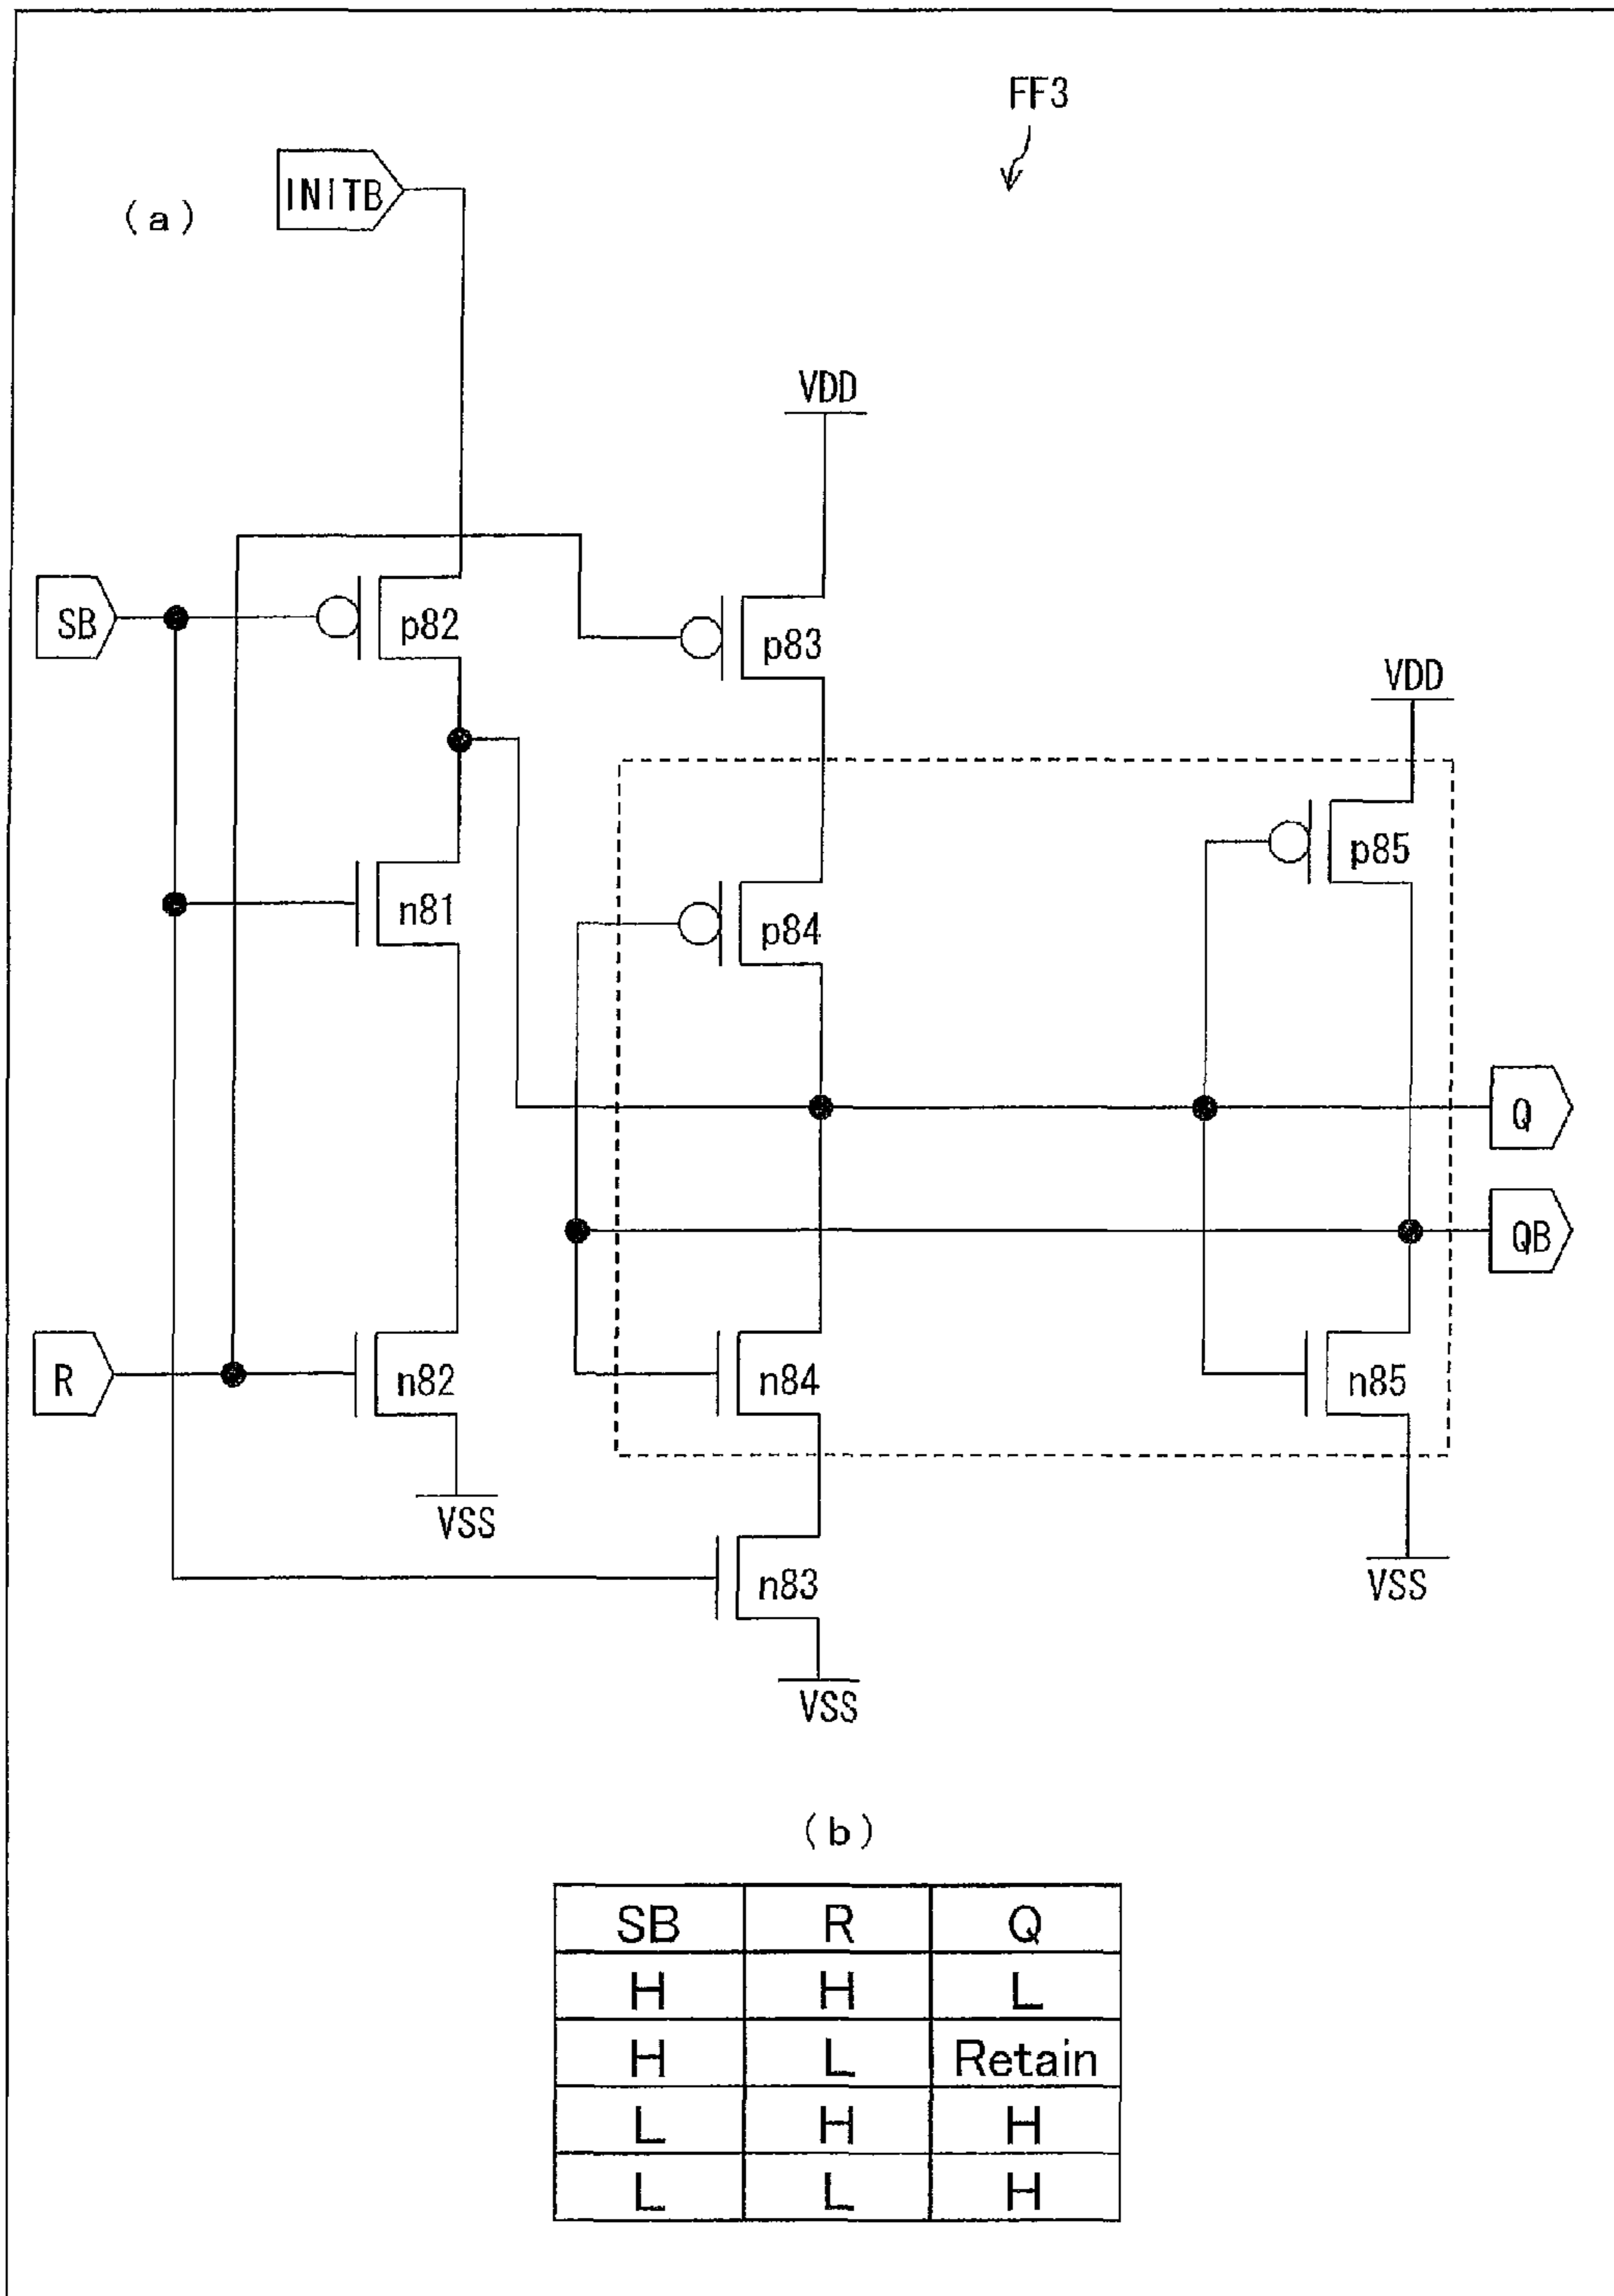 FF3
(a)
INITB
VDD
SB
p82
p83
VDD
p85
n81
p84
Q
QB
R
n82
n84
n85
VSS
n83
VSS
VSS
(b)
SB R Q
H H L
H L Retain
L H H
L L H